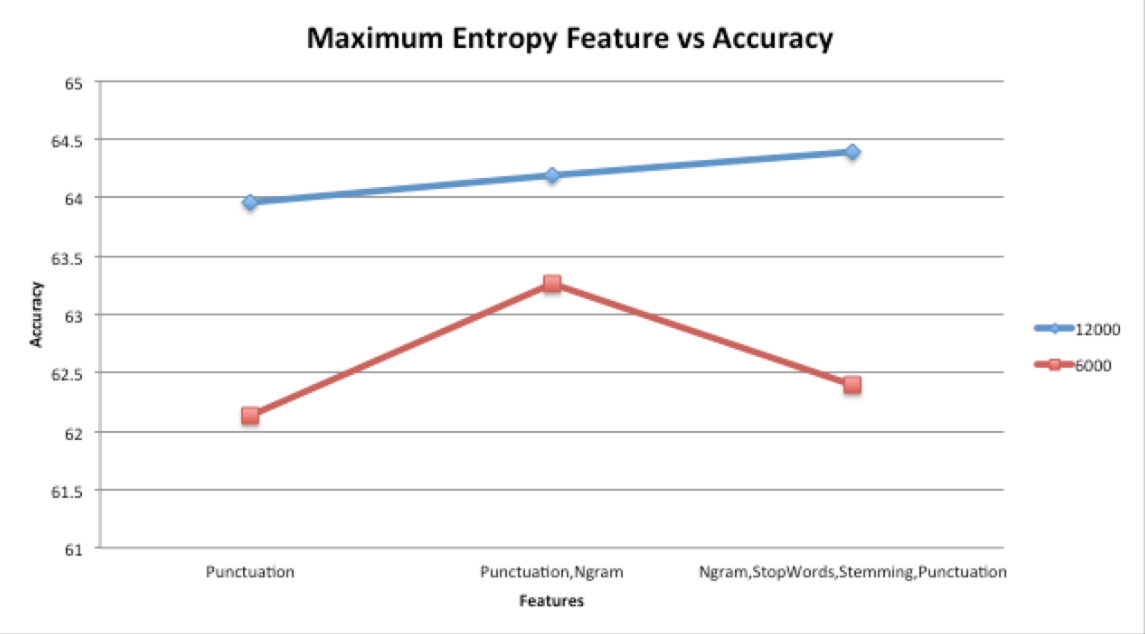 Maximum Entropy Feature vs Accuracy
65
64.5
64
63.5
63
62.5
62
61.5
61
Accuracy
Punctuation
Punctuation,Ngram
Ngram,StopWords,Stemming,Punctuation
Features
12000
6000